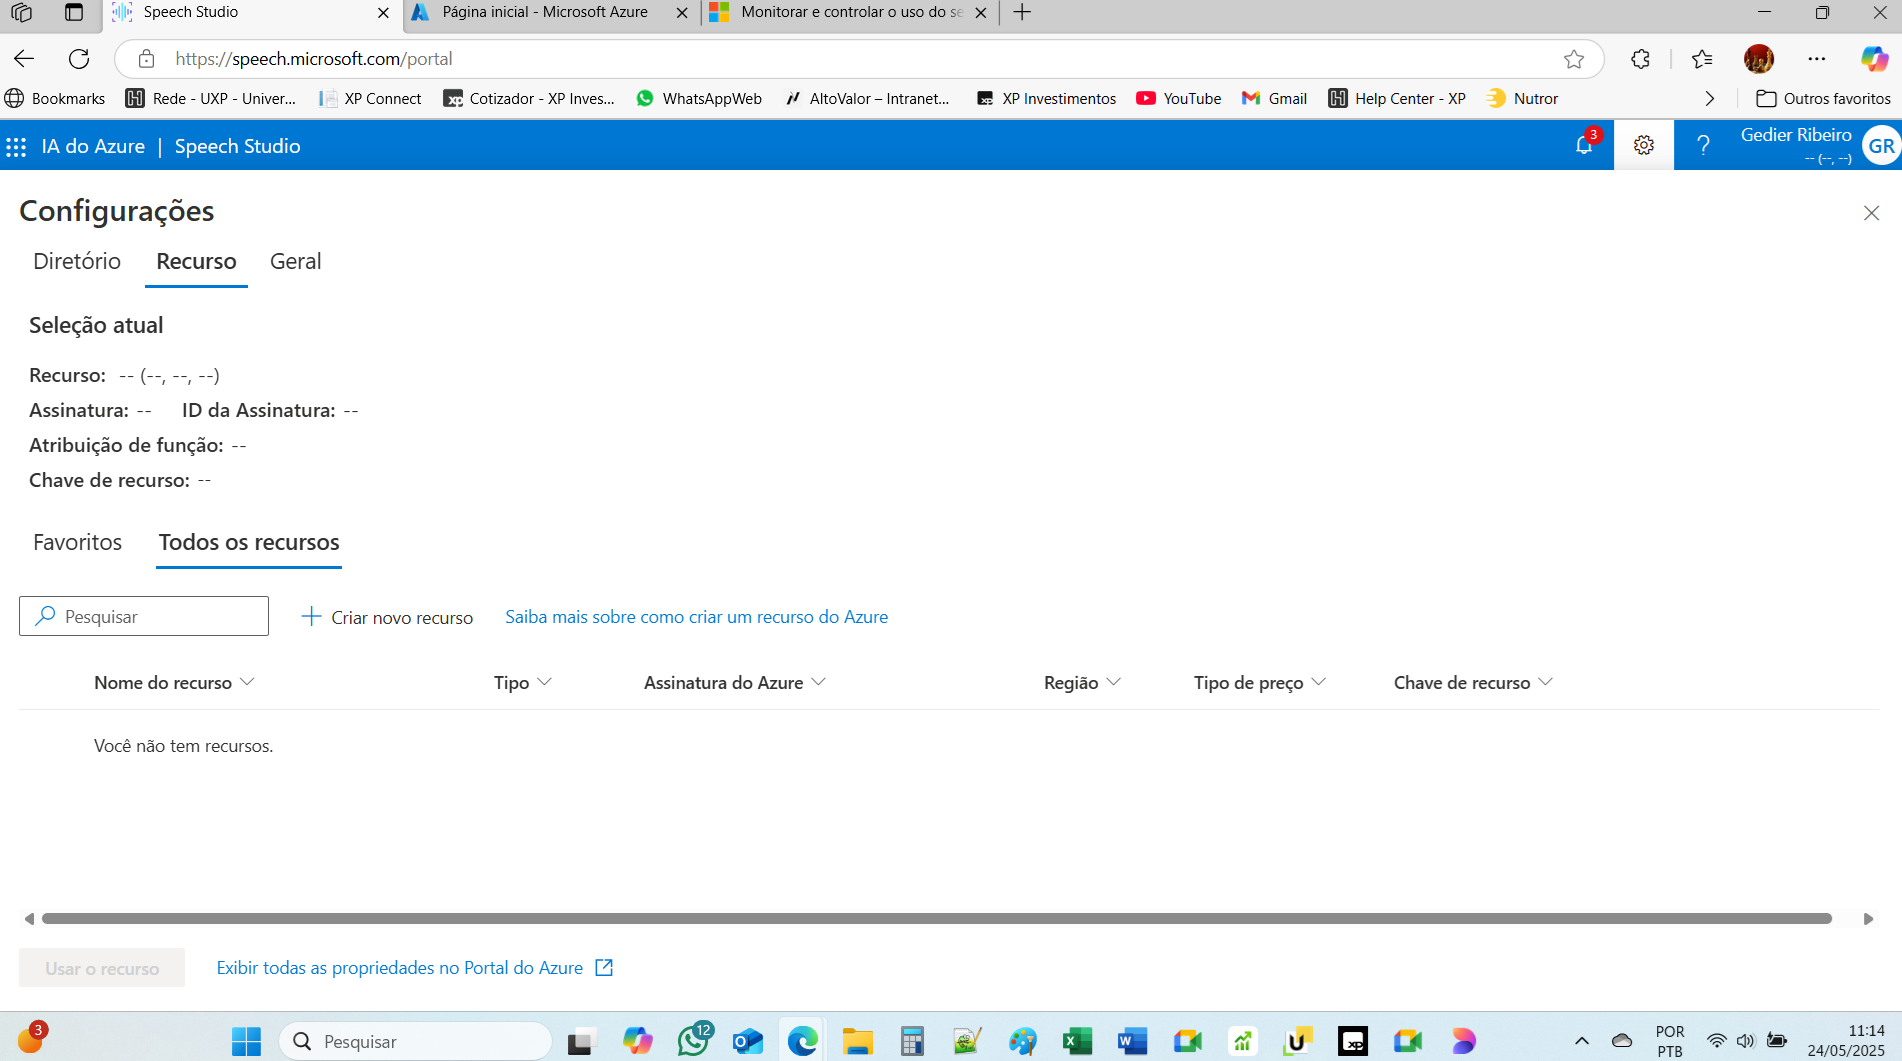 Speech Studio
Página inicial - Microsoft Azure
Monitorar e controlar o uso do se
https://speech.microsoft.com/portal
Bookmarks
Rede - UXP - Univer...
XP Connect
Cotizador - XP Inves...
WhatsAppWeb
AltoValor – Intranet...
XP Investimentos
YouTube
Gmail
Help Center - XP
Nutror
Outros favoritos
IA do Azure | Speech Studio
3
?
Gedier Ribeiro
-- (--, --)
GR
Configurações
Diretório
Recurso
Geral
Seleção atual
Recurso: -- (--, --, --)
Assinatura: -- ID da Assinatura: --
Atribuição de função: --
Chave de recurso: --
Favoritos
Todos os recursos
Pesquisar
Criar novo recurso
Saiba mais sobre como criar um recurso do Azure
Nome do recurso
Tipo
Assinatura do Azure
Região
Tipo de preço
Chave de recurso
Você não tem recursos.
Usar o recurso
Exibir todas as propriedades no Portal do Azure
3
Pesquisar
12
POR
PTB
11:14
24/05/2025